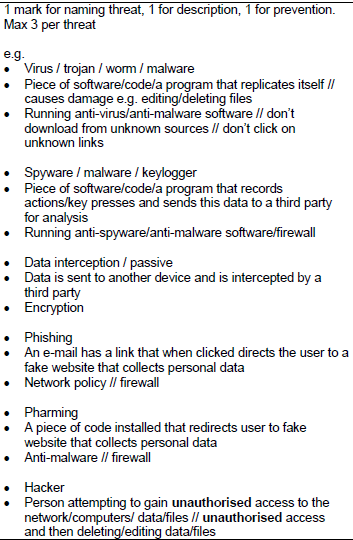 1 mark for naming threat, 1 for description, 1 for prevention.
Max 3 per threat
e.g.
• Virus / trojan / worm / malware
• Piece of software/code/a program that replicates itself //
causes damage e.g. editing/deleting files
• Running anti-virus/anti-malware software // don't
download from unknown sources // don't click on
unknown links
• Spyware / malware / keylogger
• Piece of software/code/a program that records
actions/key presses and sends this data to a third party
for analysis
• Running anti-spyware/anti-malware software/firewall
• Data interception / passive
• Data is sent to another device and is intercepted by a
third party
• Encryption
• Phishing
• An e-mail has a link that when clicked directs the user to a
fake website that collects personal data
• Network policy // firewall
• Pharming
• A piece of code installed that redirects user to fake
website that collects personal data
• Anti-malware // firewall
• Hacker
• Person attempting to gain unauthorised access to the
network/computers/ data/files // unauthorised access
and then deleting/editing data/files